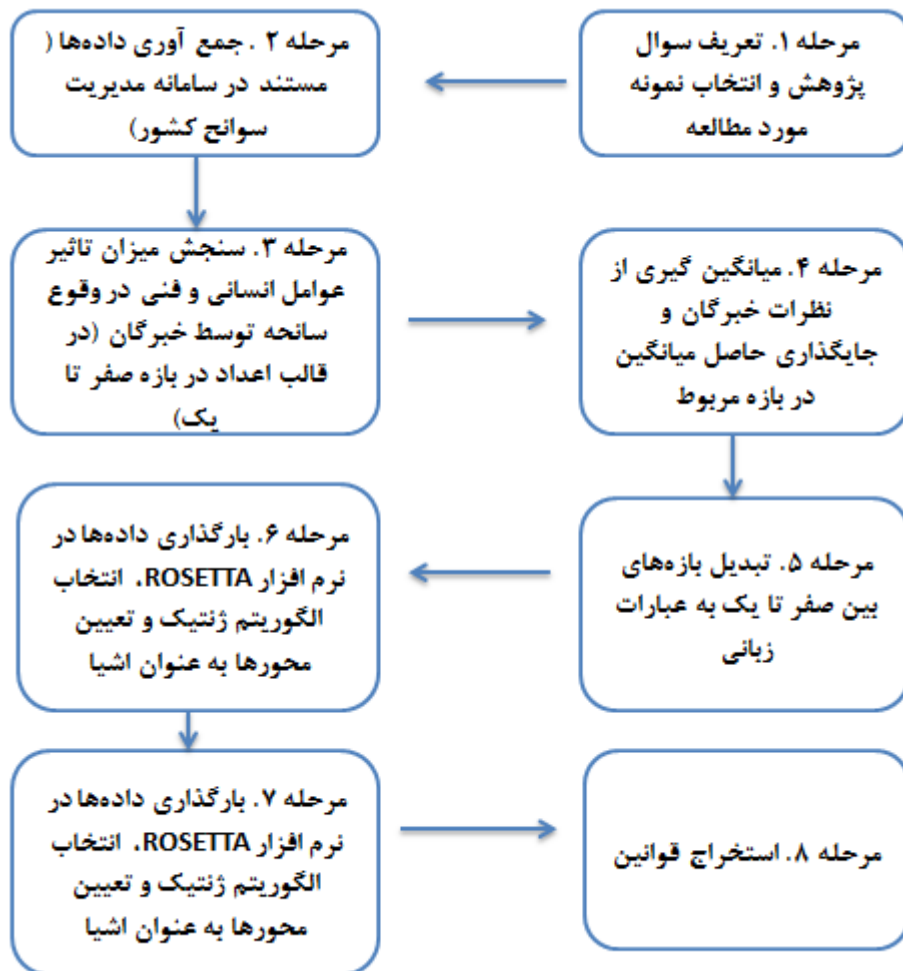 مرحله ۱. تعریف سوال
پژوهش و انتخاب نمونه
مورد مطالعه
مرحله ۲ . جمع آوری داده‌ها (
مستند در سامانه مدیریت
سوانح کشور)
مرحله ۳. سنجش میزان تاثیر
عوامل انسانی و فنی در وقوع
سانحه توسط خبرگان (در
قالب اعداد در بازه صفر تا
یک)
مرحله ۴. میانگین گیری از
نظرات خبرگان و
جایگذاری حاصل میانگین
در بازه مربوط
مرحله ۵. تبدیل بازه‌های
بین صفر تا یک به عبارات
زبانی
مرحله ۶. بارگذاری داده‌ها در
نرم افزار ROSETTA، انتخاب
الگوریتم ژنتیک و تعیین
محورها به عنوان اشیا
مرحله ۷. بارگذاری داده‌ها در
نرم افزار ROSETTA، انتخاب
الگوریتم ژنتیک و تعیین
محورها به عنوان اشیا
مرحله ۸. استخراج قوانین